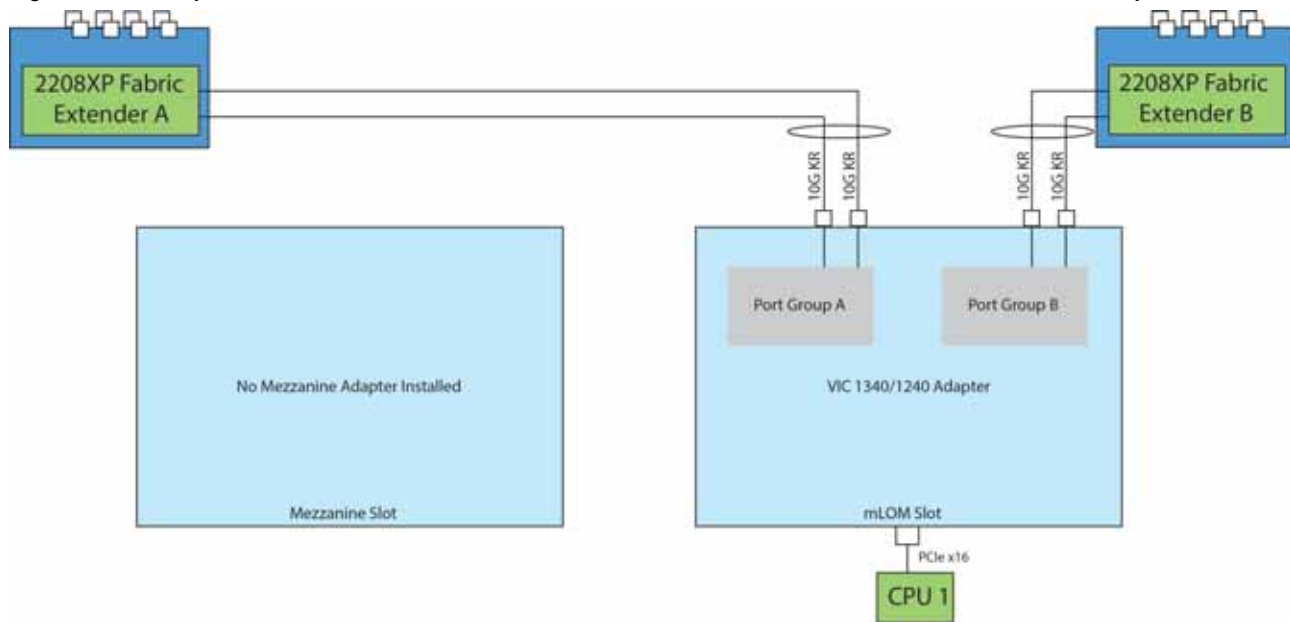 2208XP Fabric
Extender A
2208XP Fabric
Extender B
10G KR
10G KR
10G KR
10G KR
Port Group A
Port Group B
No Mezzanine Adapter Installed
VIC 1340/1240 Adapter
Mezzanine Slot
mLOM Slot
PCIe x16
CPU 1